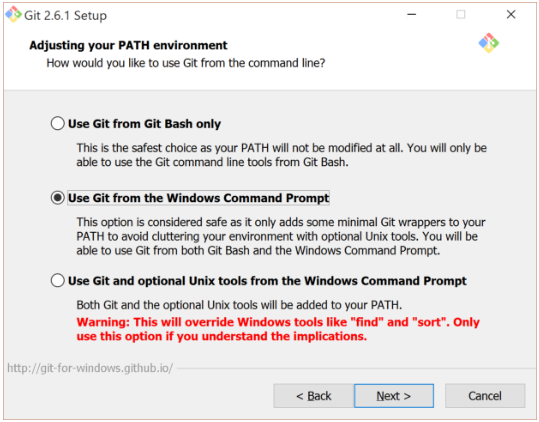 Git 2.6.1 Setup
Adjusting your PATH environment
How would you like to use Git from the command line?
Use Git from Git Bash only
This is the safest choice as your PATH will not be modified at all. You will only be
able to use the Git command line tools from Git Bash.
Use Git from the Windows Command Prompt
This option is considered safe as it only adds some minimal Git wrappers to your
PATH to avoid cluttering your environment with optional Unix tools. You will be
able to use Git from both Git Bash and the Windows Command Prompt.
Use Git and optional Unix tools from the Windows Command Prompt
Both Git and the optional Unix tools will be added to your PATH.
Warning: This will override Windows tools like "find" and "sort". Only
use this option if you understand the implications.
http://git-for-windows.github.io/
< Back Next > Cancel